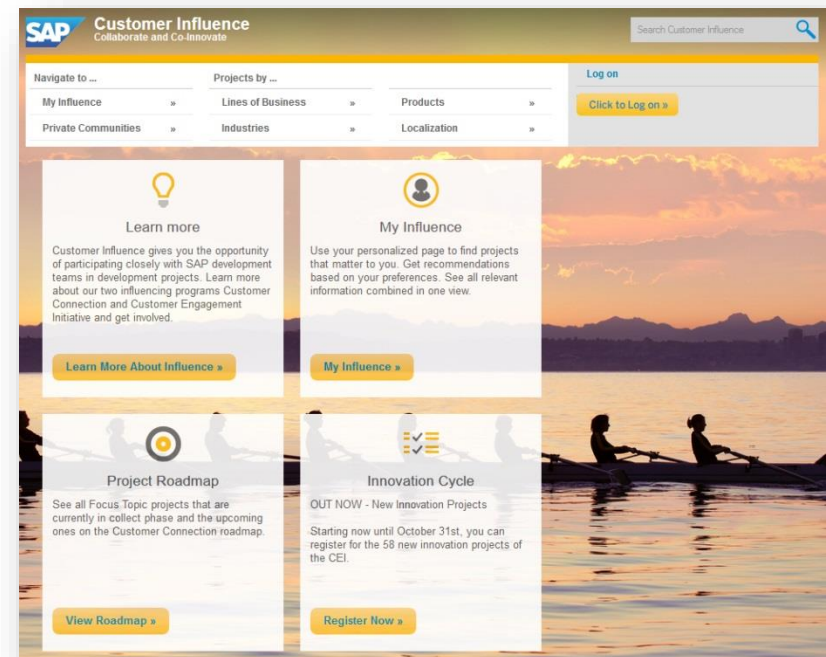 SAP
Customer Influence
Collaborate and Co-Innovate
Search Customer Influence
Navigate to ...
Projects by ...
Log on
My Influence »
Lines of Business »
Products »
Click to Log on »
Private Communities »
Industries »
Localization »
Learn more
Customer Influence gives you the opportunity
of participating closely with SAP development
teams in development projects. Learn more
about our two influencing programs Customer
Connection and Customer Engagement
Initiative and get involved.
Learn More About Influence »
My Influence
Use your personalized page to find projects
that matter to you. Get recommendations
based on your preferences. See all relevant
information combined in one view.
My Influence »
Project Roadmap
See all Focus Topic projects that are
currently in collect phase and the upcoming
ones on the Customer Connection roadmap.
View Roadmap »
Innovation Cycle
OUT NOW - New Innovation Projects
Starting now until October 31st, you can
register for the 58 new innovation projects of
the CEI.
Register Now »